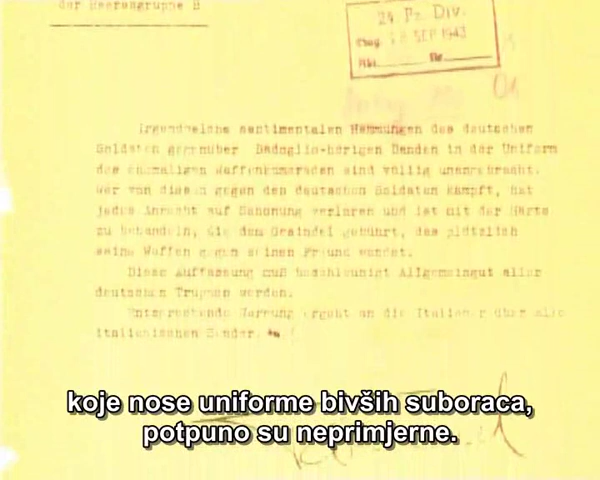 der Heeresgruppe B
24 Pz. Div.
SEP 1943
Irgendwelche sentimentalen Hemmungen des deutschen
Soldaten gegenüber Badoglio-hörigen Banden in der Uniform
des ehemaligen Waffenkameraden sind völlig unangebracht.
Wer von diesen gegen den deutschen Soldaten kämpft, hat
jedes Anrecht auf Schonung verloren und ist mit der Härte
zu behandeln, die dem Gesindel gebührt, das plötzlich
seine Waffen gegen seinen Freund wendet.
Diese Auffassung muß beschleunigt Allgemeingut aller
deutschen Truppen werden.
Entsprechende Warnung ergeht an die Italiener über alle
italienischen Sender.
koje nose uniforme bivših suboraca,
potpuno su neprimjerne.